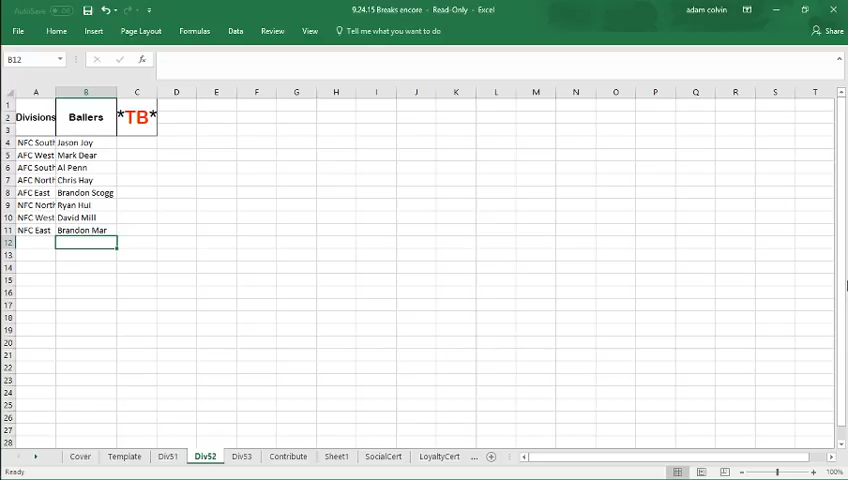 AutoSave Off 9.24.15 Breaks encore - Read-Only - Excel adam colvin
File Home Insert Page Layout Formulas Data Review View Tell me what you want to do Share
B12 fx
A B C D E F G H I J K L M N O P Q R S T
1
2 Divisions Ballers *TB*
3
4 NFC South Jason Joy
5 AFC West Mark Dear
6 AFC South Al Penn
7 AFC North Chris Hay
8 AFC East Brandon Scogg
9 NFC North Ryan Hui
10 NFC West David Mill
11 NFC East Brandon Mar
12
13
14
15
16
17
18
19
20
21
22
23
24
25
26
27
28
Cover Template Div51 Div52 Div53 Contribute Sheet1 SocialCert LoyaltyCert ...
Ready 100%